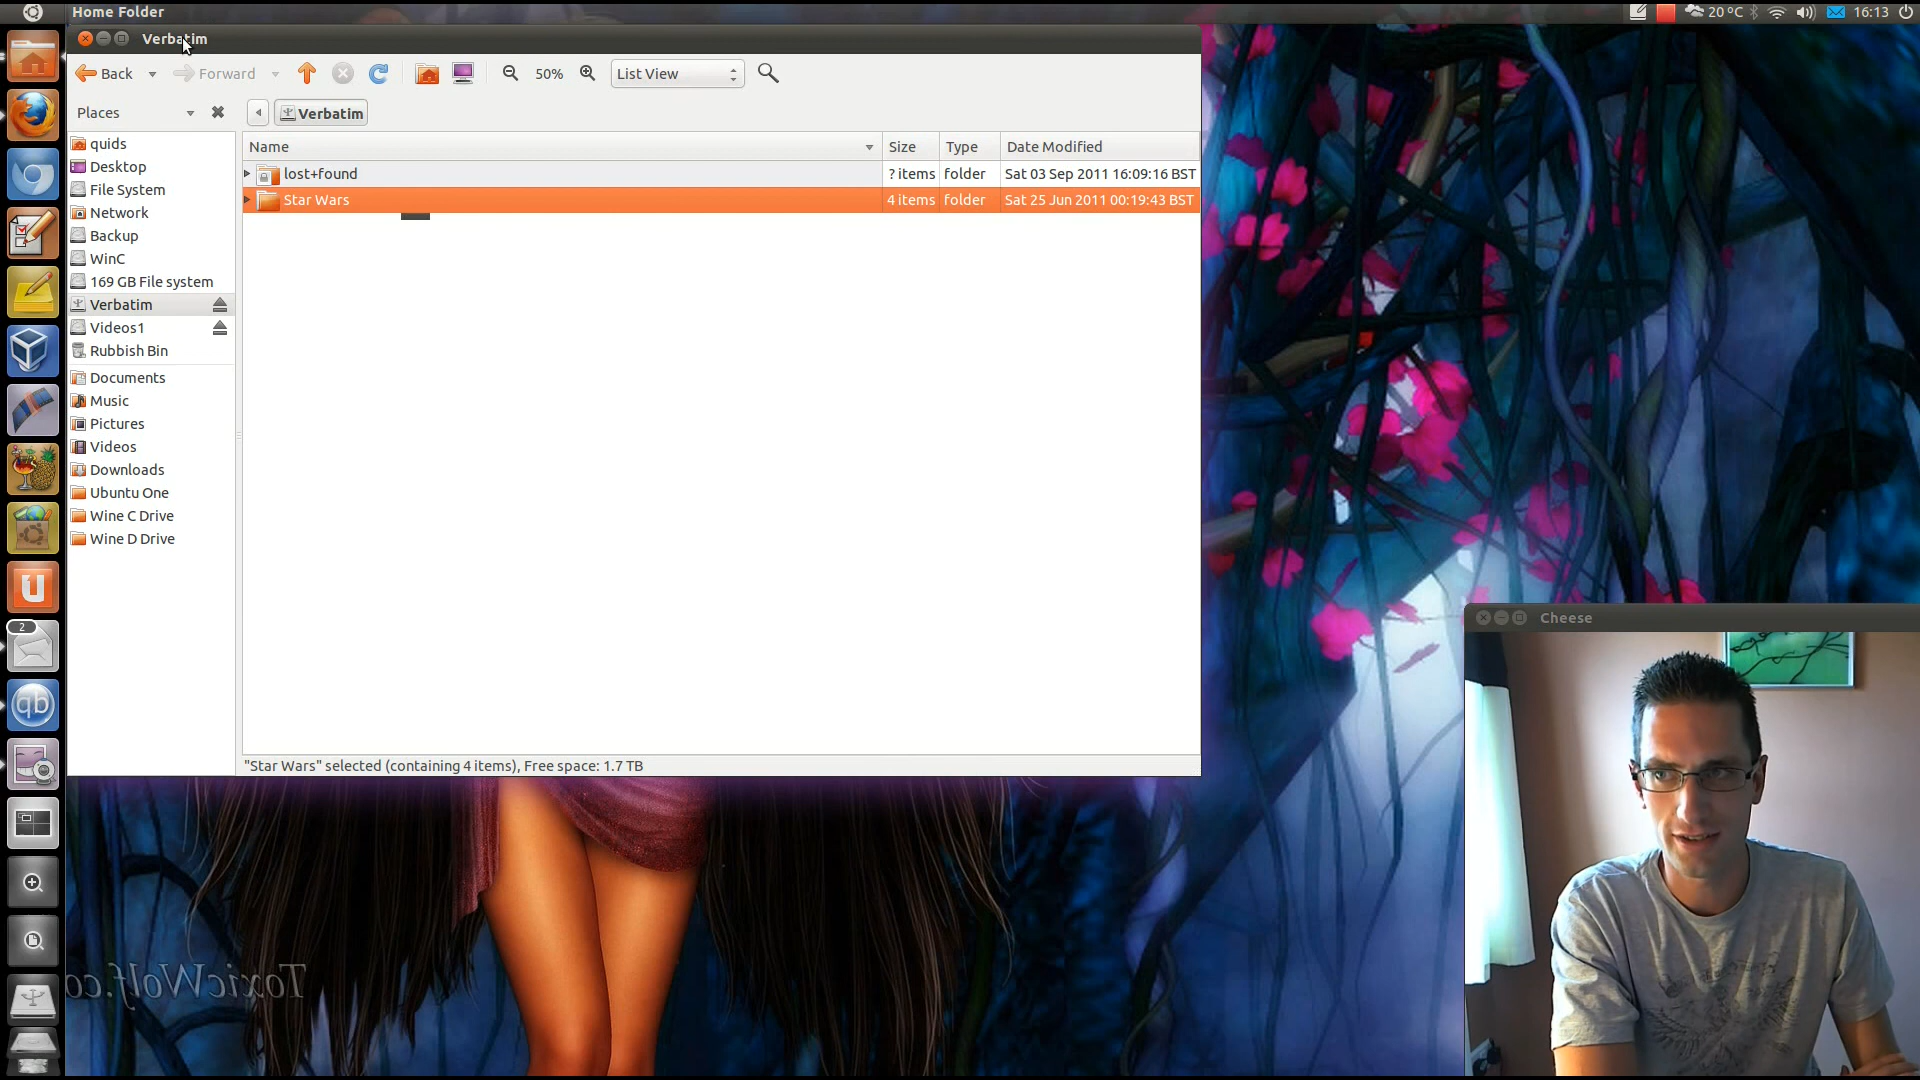 Home Folder
20 °C
16:13
Verbatim
Back
Forward
50%
List View
Places
Verbatim
Name
Size
Type
Date Modified
lost+found
? items
folder
Sat 03 Sep 2011 16:09:16 BST
Star Wars
4 items
folder
Sat 25 Jun 2011 00:19:43 BST
quids
Desktop
File System
Network
Backup
WinC
169 GB File system
Verbatim
Videos1
Rubbish Bin
Documents
Music
Pictures
Videos
Downloads
Ubuntu One
Wine C Drive
Wine D Drive
"Star Wars" selected (containing 4 items), Free space: 1.7 TB
Cheese
2
qb
ToxicWolf.co